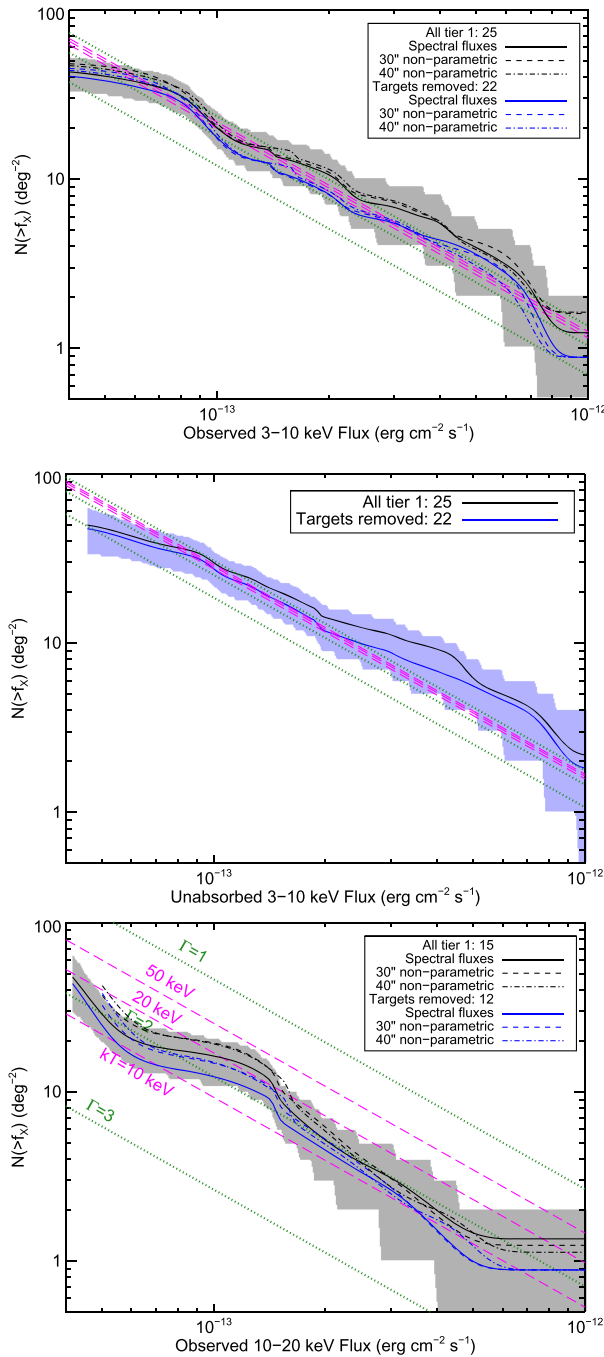 All tier 1: 25
Spectral fluxes
30" non-parametric
40" non-parametric
Targets removed: 22
Spectral fluxes
30" non-parametric
40" non-parametric
100
10
1
N(>fX) (deg−2)
10−13
10−12
Observed 3−10 keV Flux (erg cm−2 s−1)
All tier 1: 25
Targets removed: 22
100
10
1
N(>fX) (deg−2)
10−13
10−12
Unabsorbed 3−10 keV Flux (erg cm−2 s−1)
All tier 1: 15
Spectral fluxes
30" non-parametric
40" non-parametric
Targets removed: 12
Spectral fluxes
30" non-parametric
40" non-parametric
Γ=1
50 keV
20 keV
Γ=2
kT=10 keV
Γ=3
100
10
1
N(>fX) (deg−2)
10−13
10−12
Observed 10−20 keV Flux (erg cm−2 s−1)